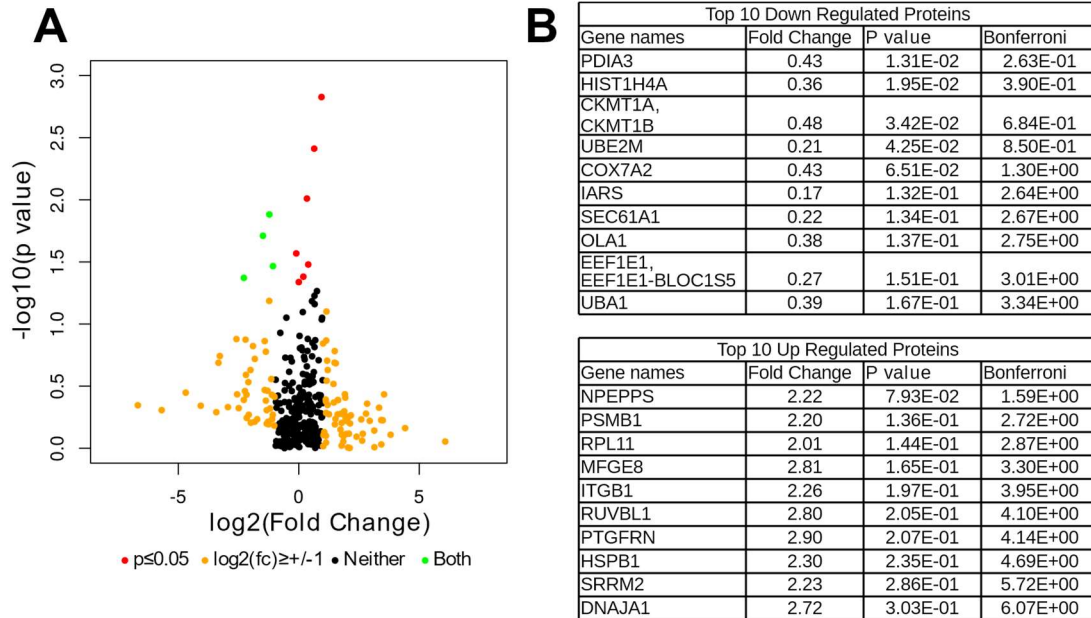 A
3.0
2.5
2.0
1.5
1.0
0.5
0.0
-log10(p value)
-5 0 5
log2(Fold Change)
p≤0.05 log2(fc)≥+/-1 Neither Both
B
Top 10 Down Regulated Proteins
Gene names Fold Change P value Bonferroni
PDIA3 0.43 1.31E-02 2.63E-01
HIST1H4A 0.36 1.95E-02 3.90E-01
CKMT1A,
CKMT1B 0.48 3.42E-02 6.84E-01
UBE2M 0.21 4.25E-02 8.50E-01
COX7A2 0.43 6.51E-02 1.30E+00
IARS 0.17 1.32E-01 2.64E+00
SEC61A1 0.22 1.34E-01 2.67E+00
OLA1 0.38 1.37E-01 2.75E+00
EEF1E1,
EEF1E1-BLOC1S5 0.27 1.51E-01 3.01E+00
UBA1 0.39 1.67E-01 3.34E+00
Top 10 Up Regulated Proteins
Gene names Fold Change P value Bonferroni
NPEPPS 2.22 7.93E-02 1.59E+00
PSMB1 2.20 1.36E-01 2.72E+00
RPL11 2.01 1.44E-01 2.87E+00
MFGE8 2.81 1.65E-01 3.30E+00
ITGB1 2.26 1.97E-01 3.95E+00
RUVBL1 2.80 2.05E-01 4.10E+00
PTGFRN 2.90 2.07E-01 4.14E+00
HSPB1 2.30 2.35E-01 4.69E+00
SRRM2 2.23 2.86E-01 5.72E+00
DNAJA1 2.72 3.03E-01 6.07E+00